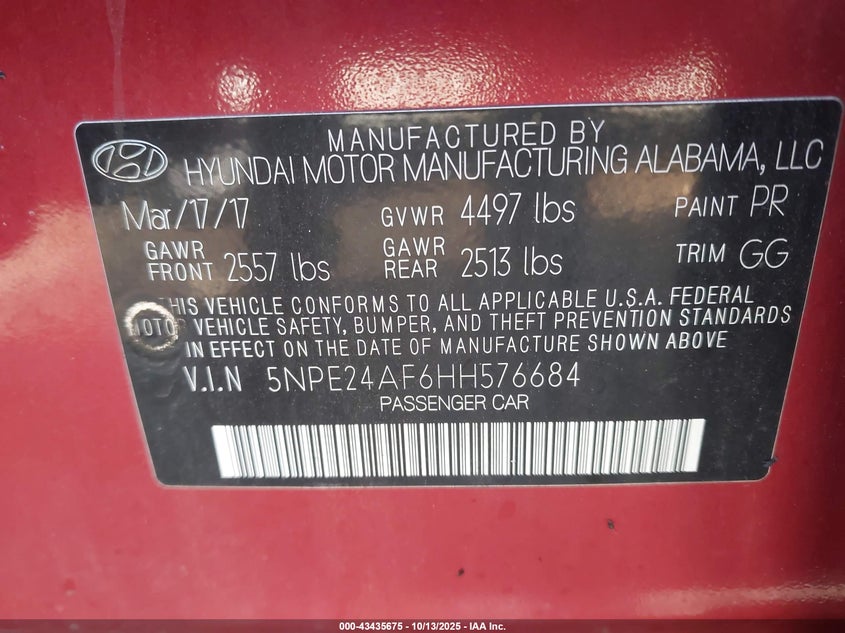 MANUFACTURED BY
HYUNDAI MOTOR MANUFACTURING ALABAMA, LLC
Mar/17/17 GVWR 4497 lbs PAINT PR
GAWR FRONT 2557 lbs GAWR REAR 2513 lbs TRIM GG
THIS VEHICLE CONFORMS TO ALL APPLICABLE U.S.A. FEDERAL
MOTOR VEHICLE SAFETY, BUMPER, AND THEFT PREVENTION STANDARDS
IN EFFECT ON THE DATE OF MANUFACTURE SHOWN ABOVE
V.I.N 5NPE24AF6HH576684
PASSENGER CAR
000-43435675 | 10/13/2025 - IAA Inc.